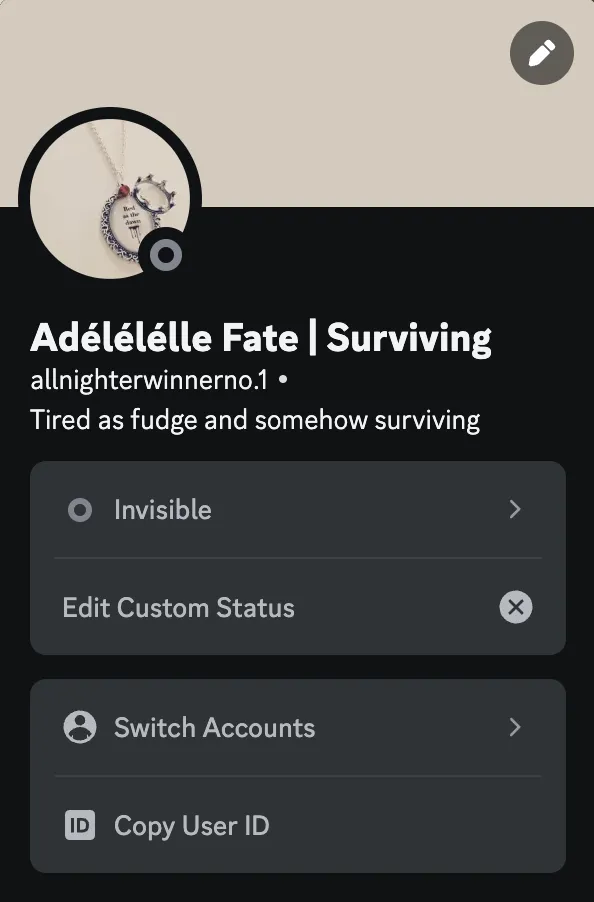 Red
as the
dawn
Adélélélle Fate | Surviving
allnighterwinnerno.1 •
Tired as fudge and somehow surviving
Invisible
Edit Custom Status
Switch Accounts
ID Copy User ID